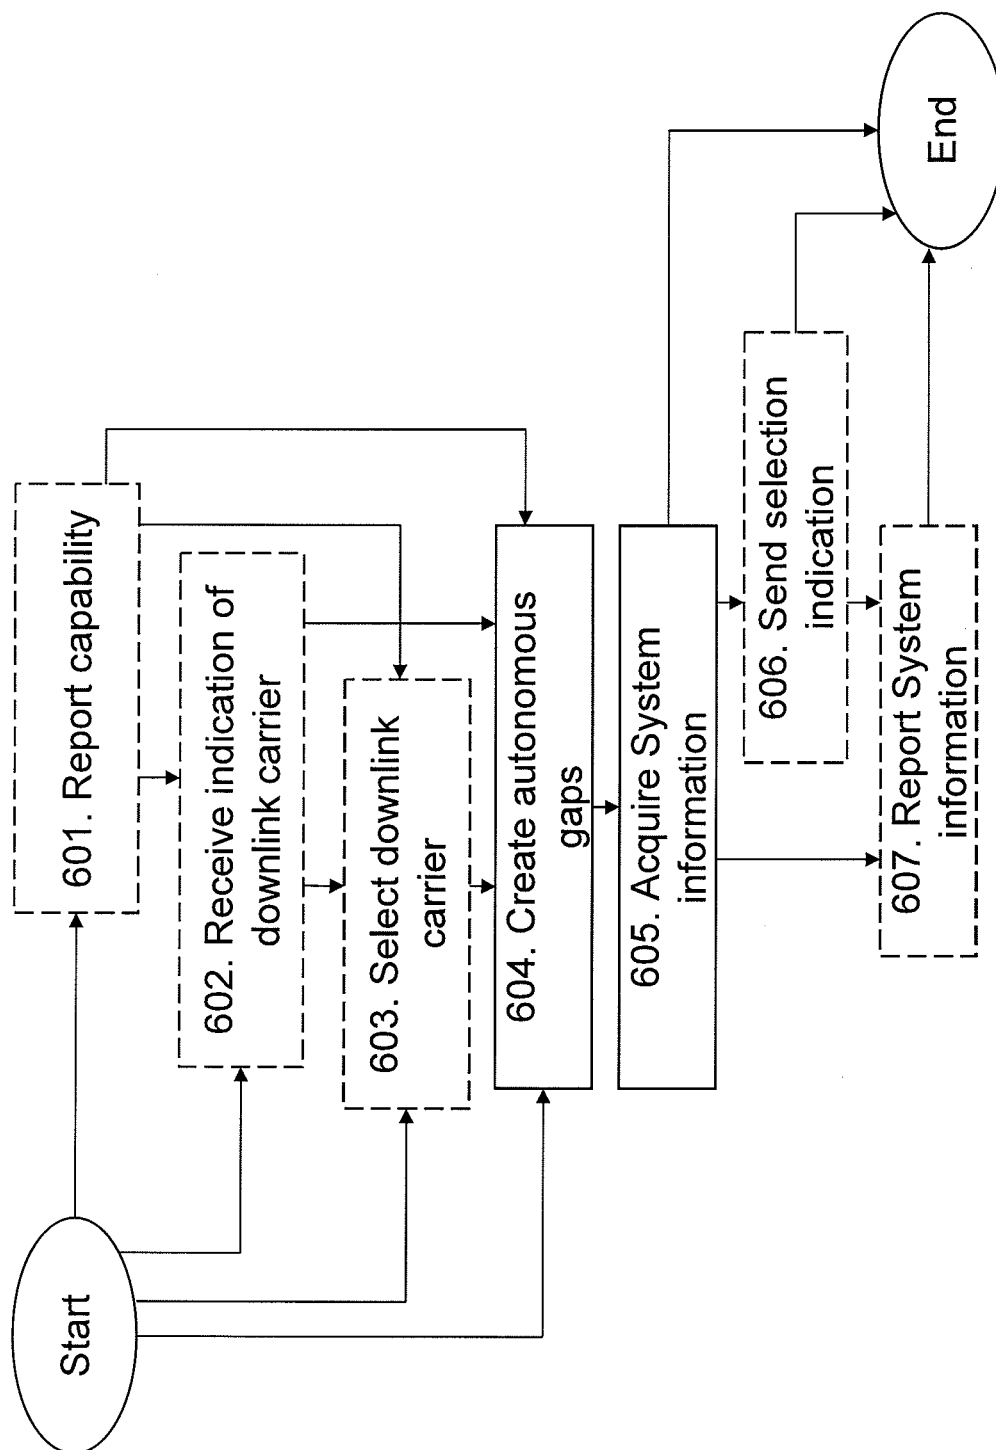 Start
601. Report capability
602. Receive indication of
downlink carrier
603. Select downlink
carrier
604. Create autonomous
gaps
605. Acquire System
information
606. Send selection
indication
607. Report System
information
End